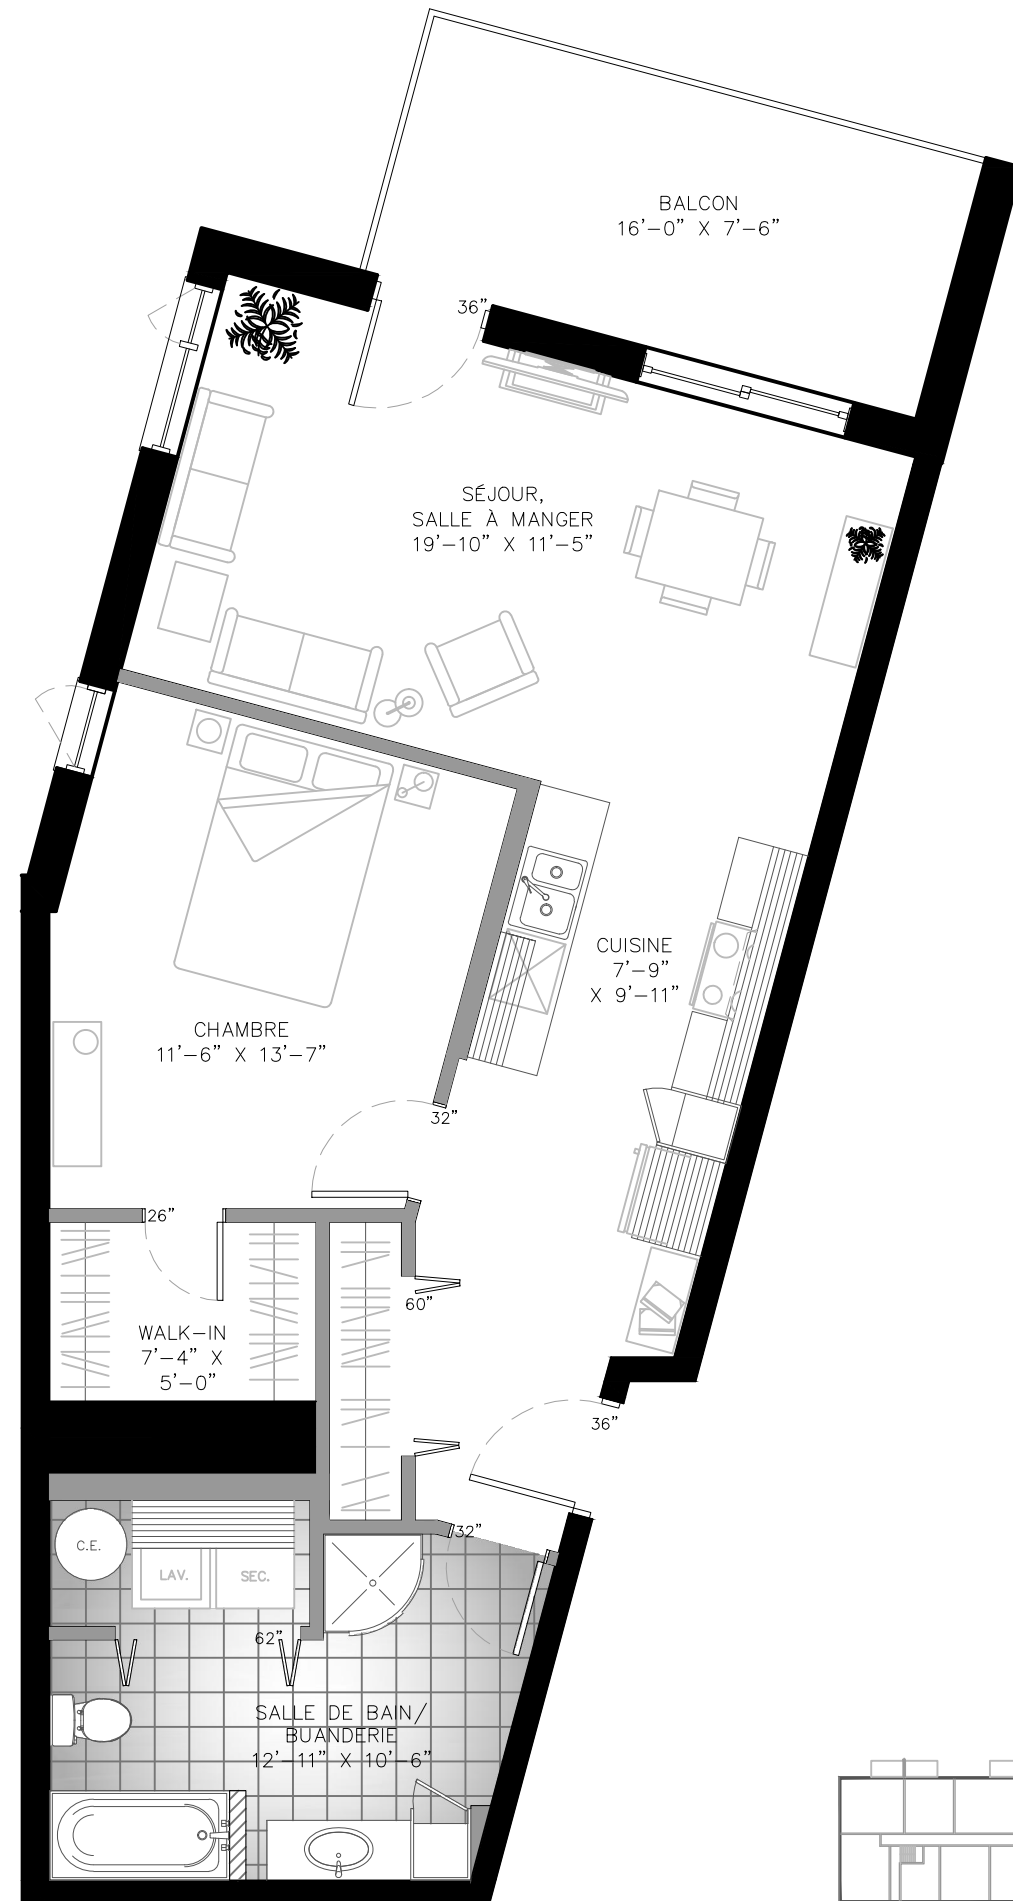 BALCON
16'-0" X 7'-6"
36"
SÉJOUR,
SALLE À MANGER
19'-10" X 11'-5"
CUISINE
7'-9"
X 9'-11"
CHAMBRE
11'-6" X 13'-7"
32"
26"
60"
WALK-IN
7'-4" X
5'-0"
36"
32"
C.E.
LAV.
SEC.
62"
SALLE DE BAIN/
BUANDERIE
12'-11" X 10'-6"